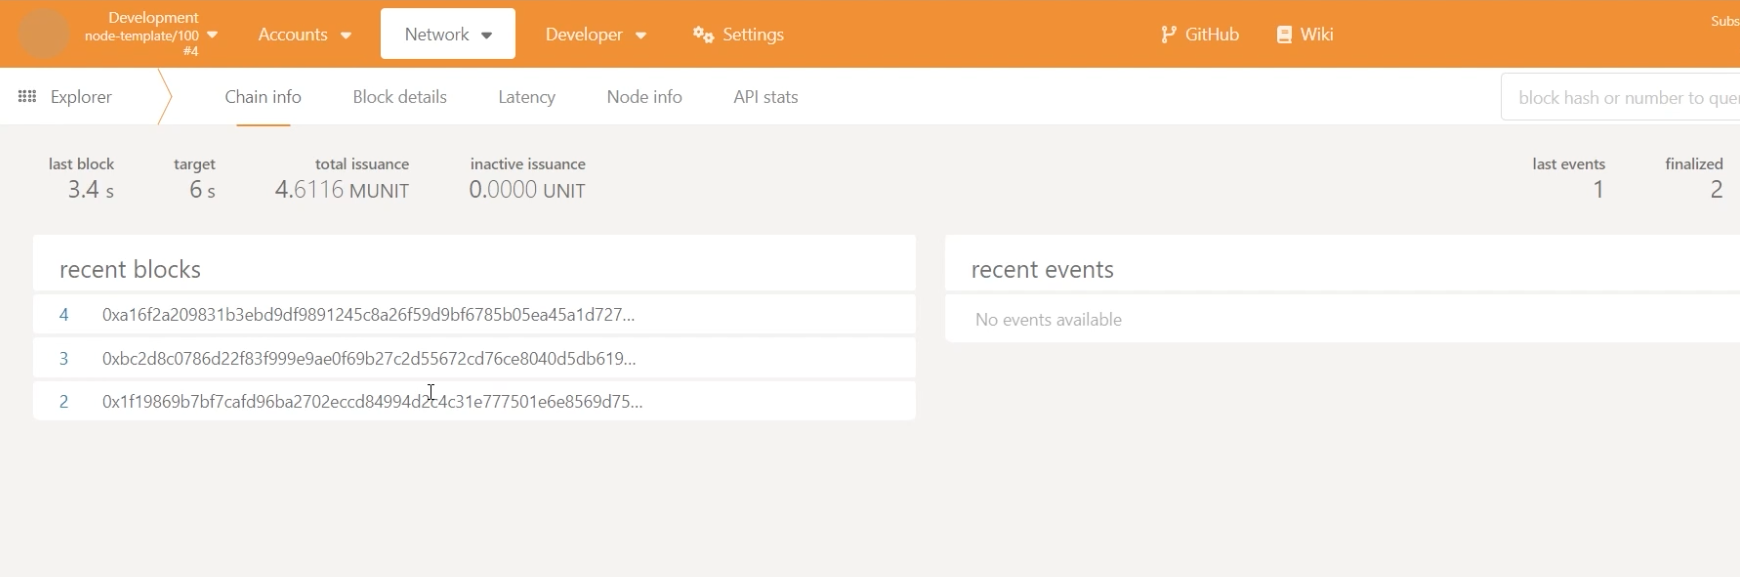 Development
node-template/100
#4
Accounts
Network
Developer
Settings
GitHub
Wiki
Explorer
Chain info
Block details
Latency
Node info
API stats
block hash or number to
last block
3.4 s
target
6 s
total issuance
4.6116 MUNIT
inactive issuance
0.0000 UNIT
last events
1
finalized
2
recent blocks
4 0xa16f2a209831b3ebd9df9891245c8a26f59d9bf6785b05ea45a1d727...
3 0xbc2d8c0786d22f83f999e9ae0f69b27c2d55672cd76ce8040d5db619...
2 0x1f19869b7bf7cafd96ba2702eccd84994d2c4c31e777501e6e8569d75...
recent events
No events available